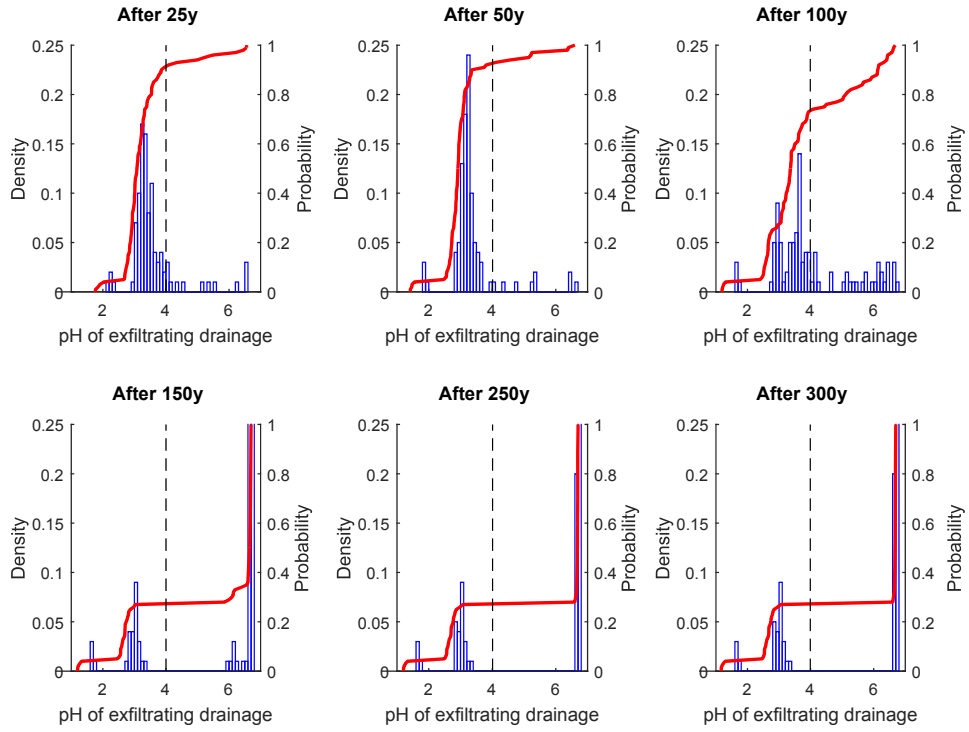 After 25y
After 50y
After 100y
0.25
0.2
0.15
0.1
0.05
0
Density
1
0.8
0.6
0.4
0.2
0
Probability
2 4 6
pH of exfiltrating drainage
0.25
0.2
0.15
0.1
0.05
0
Density
1
0.8
0.6
0.4
0.2
0
Probability
2 4 6
pH of exfiltrating drainage
0.25
0.2
0.15
0.1
0.05
0
Density
1
0.8
0.6
0.4
0.2
0
Probability
2 4 6
pH of exfiltrating drainage
After 150y
After 250y
After 300y
0.25
0.2
0.15
0.1
0.05
0
Density
1
0.8
0.6
0.4
0.2
0
Probability
2 4 6
pH of exfiltrating drainage
0.25
0.2
0.15
0.1
0.05
0
Density
1
0.8
0.6
0.4
0.2
0
Probability
2 4 6
pH of exfiltrating drainage
0.25
0.2
0.15
0.1
0.05
0
Density
1
0.8
0.6
0.4
0.2
0
Probability
2 4 6
pH of exfiltrating drainage